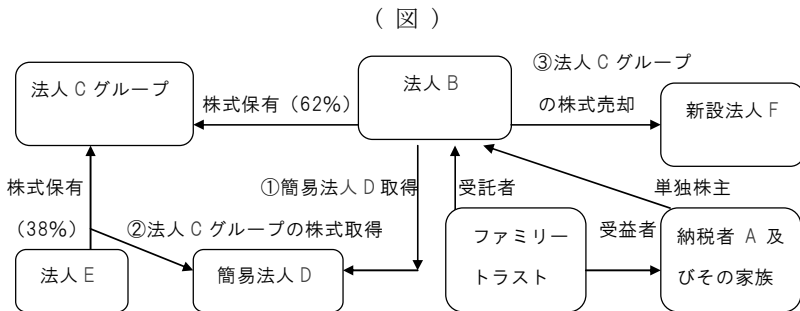 ( 図 )
③法人Cグループ
の株式売却
法人Cグループ
法人B
新設法人F
株式保有（62%）
株式保有
（38%）
①簡易法人D取得
受託者
単独株主
②法人Cグループの株式取得
法人E
簡易法人D
ファミリー
トラスト
受益者
納税者 A 及
びその家族